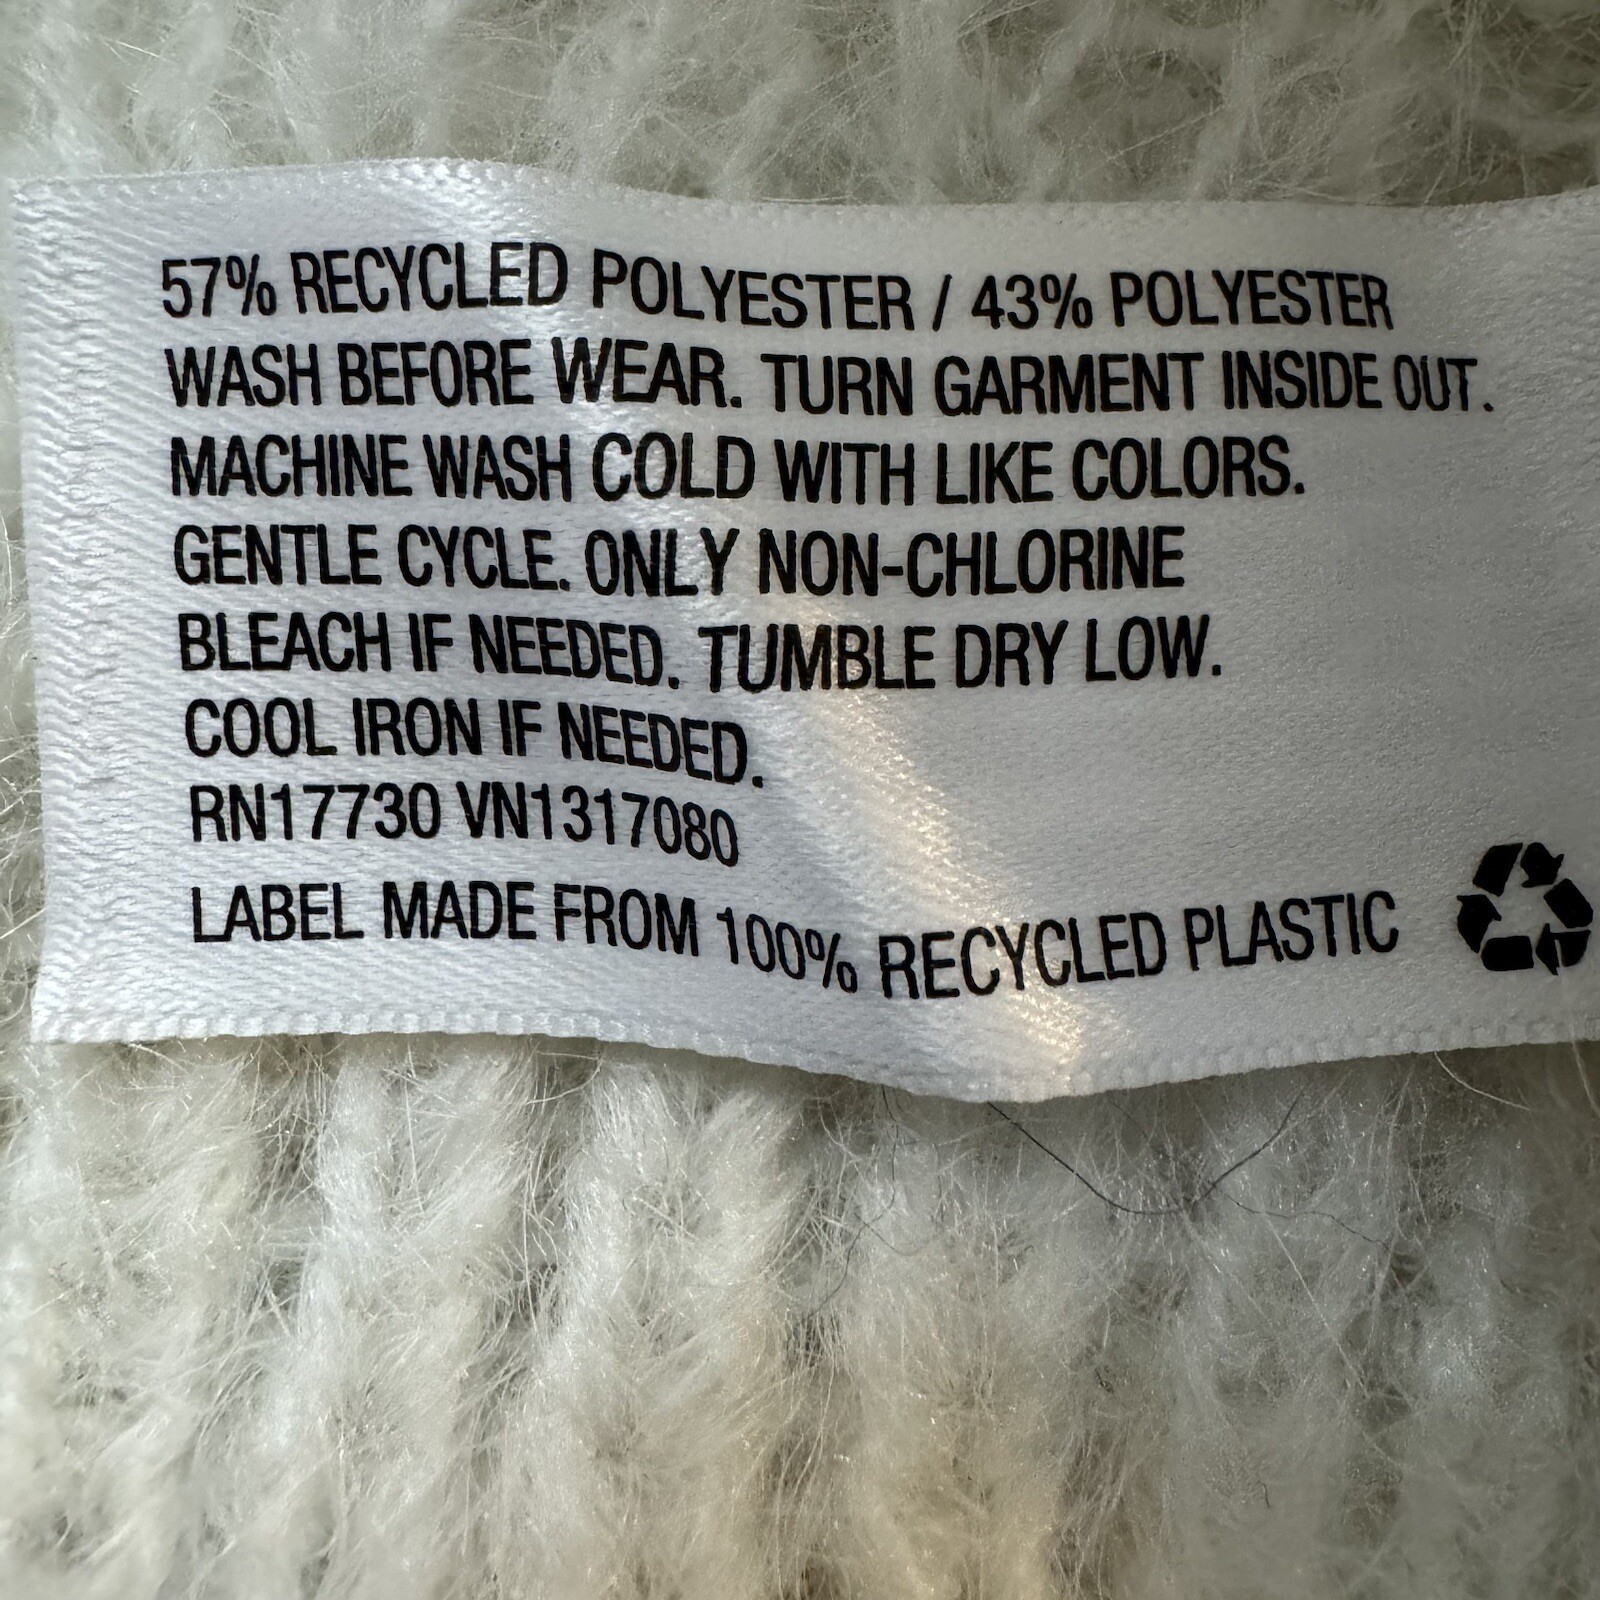 57% RECYCLED POLYESTER / 43% POLYESTER
WASH BEFORE WEAR. TURN GARMENT INSIDE OUT.
MACHINE WASH COLD WITH LIKE COLORS.
GENTLE CYCLE. ONLY NON-CHLORINE
BLEACH IF NEEDED. TUMBLE DRY LOW.
COOL IRON IF NEEDED.
RN17730 VN1317080
LABEL MADE FROM 100% RECYCLED PLASTIC